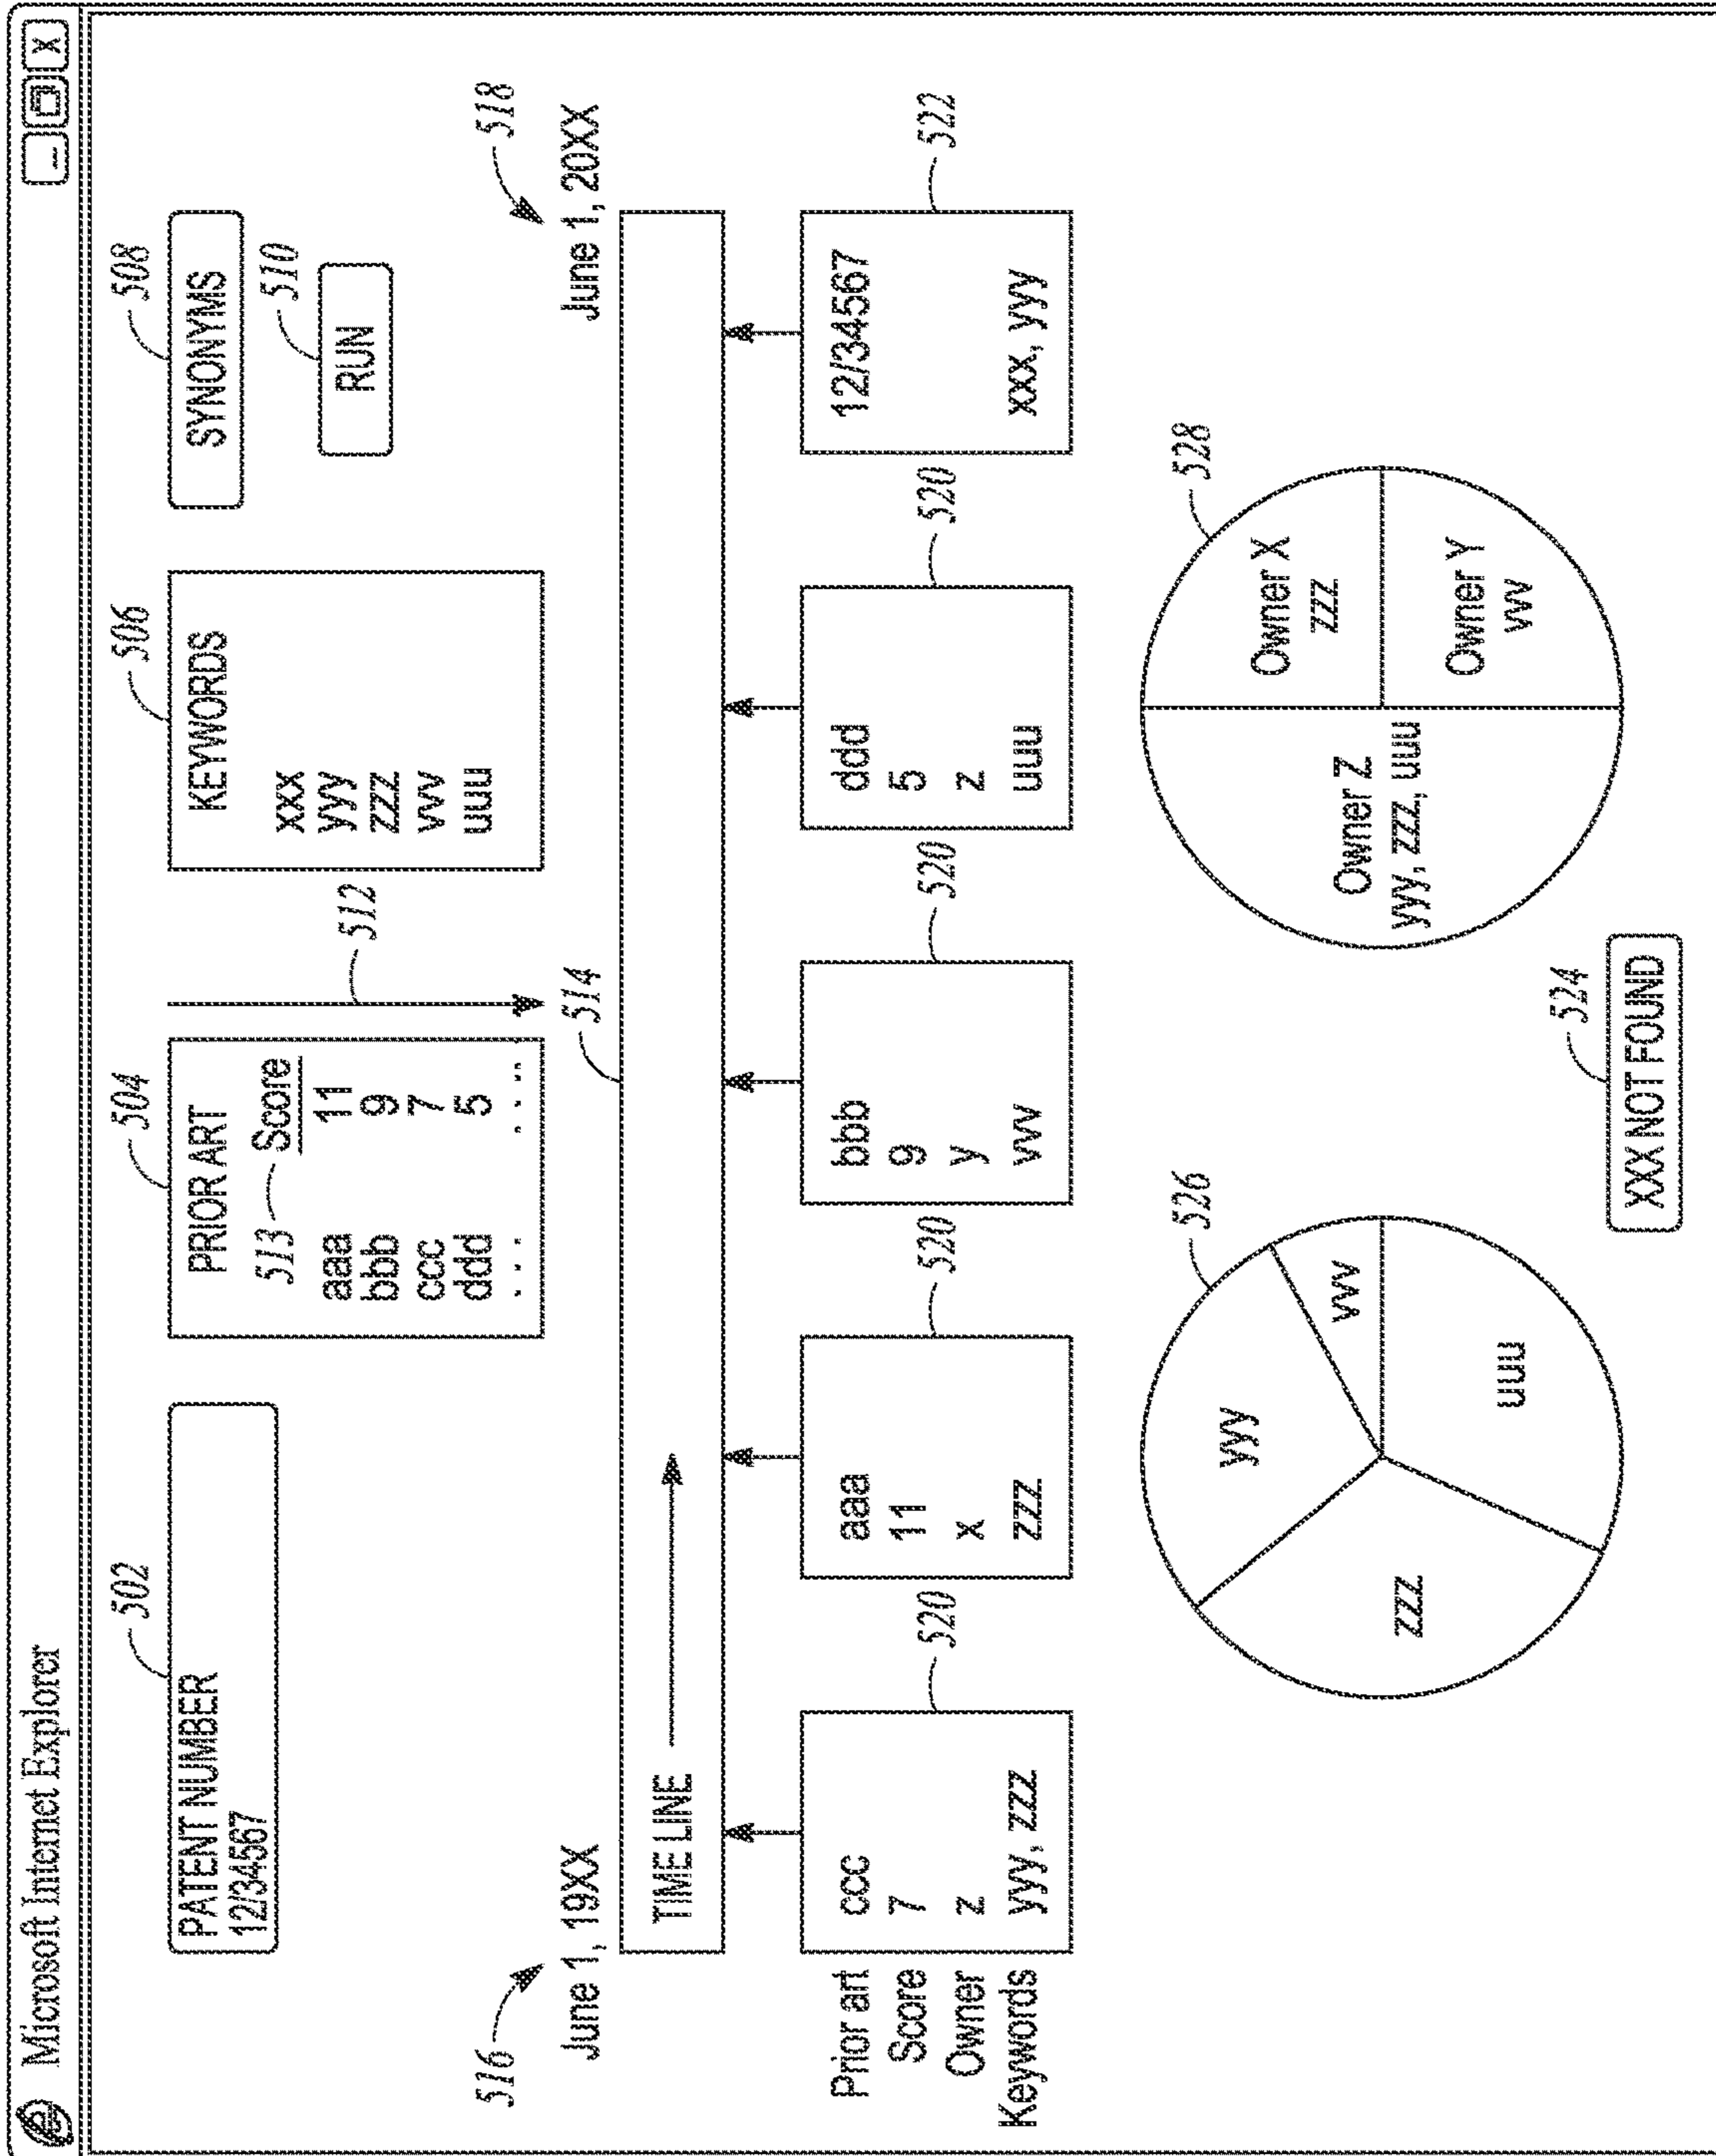 Microsoft Internet Explorer
502
504
506
508
PATENT NUMBER
12/34567
PRIOR ART
513 Score
aaa 11
bbb 9
ccc 7
ddd 5
. . . . . . .
512
KEYWORDS
xxx
yyy
zzz
vvv
uuu
SYNONYMS
510
RUN
516
518
June 1, 19XX
514
June 1, 20XX
TIME LINE
Prior art ccc aaa bbb ddd 12/34567
Score 7 11 9 5
Owner z x y z
Keywords yyy, zzz zzz vvv uuu xxx, yyy
520 520 520 520 522
526
yyy
vvv
zzz
uuu
528
Owner Z
yyy, zzz, uuu
Owner X
zzz
Owner Y
vvv
524
XXX NOT FOUND